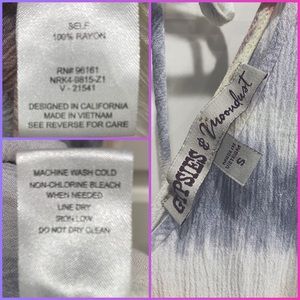 SELF
100% RAYON
RN# 96161
NRK4-9815-Z1
V - 21541
DESIGNED IN CALIFORNIA
MADE IN VIETNAM
SEE REVERSE FOR CARE
MACHINE WASH COLD
NON-CHLORINE BLEACH
WHEN NEEDED
LINE DRY
IRON LOW
DO NOT DRY CLEAN
GYPSIES & Moondust
S